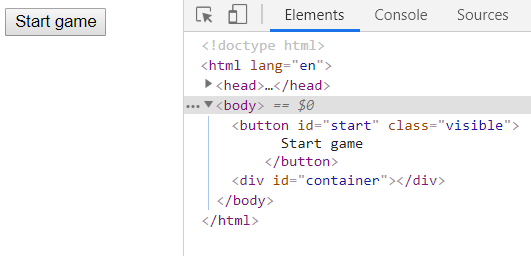 Start game
Elements Console Sources
<!doctype html>
<html lang="en">
<head>…</head>
<body> == $0
<button id="start" class="visible">
Start game
</button>
<div id="container"></div>
</body>
</html>